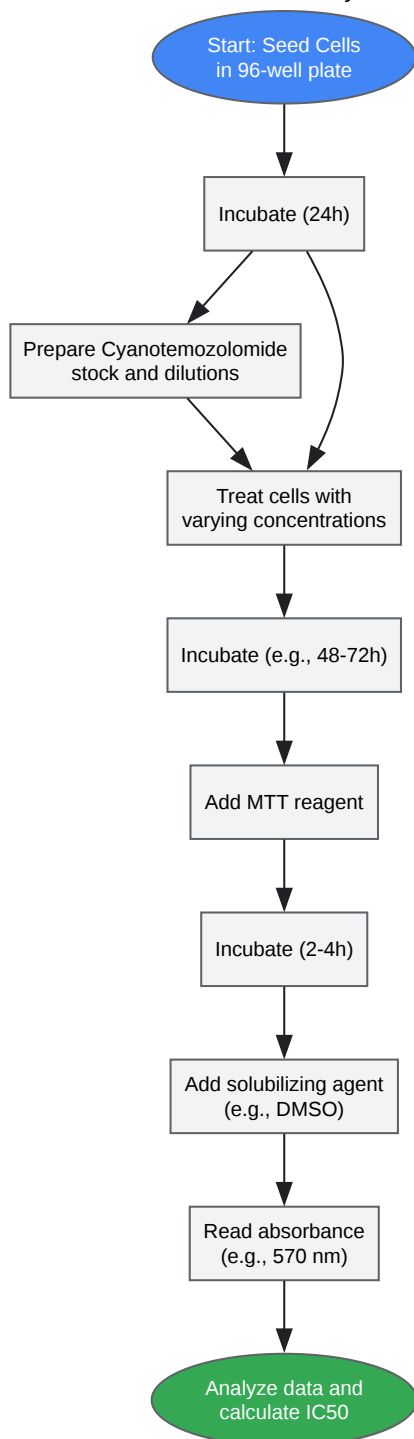 Start: Seed Cells
in 96-well plate
Incubate (24h)
Prepare Cyanotemozolomide
stock and dilutions
Treat cells with
varying concentrations
Incubate (e.g., 48-72h)
Add MTT reagent
Incubate (2-4h)
Add solubilizing agent
(e.g., DMSO)
Read absorbance
(e.g., 570 nm)
Analyze data and
calculate IC50